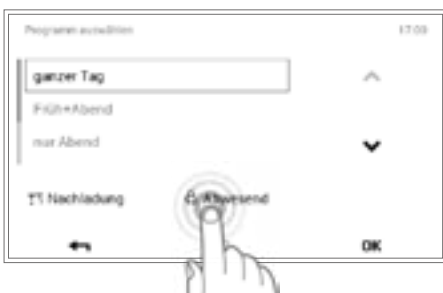 Programm auswählen 17:09
ganzer Tag
Früh+Abend
nur Abend
Nachladung Abwesend
OK